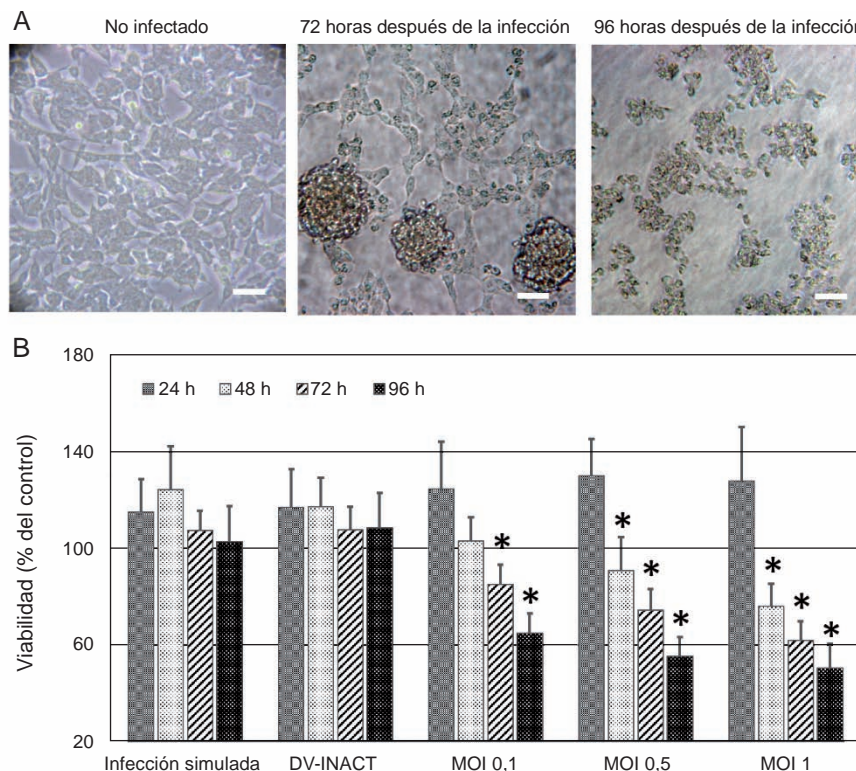 A
No infectado
72 horas después de la infección
96 horas después de la infección
B
180
140
100
60
20
Viabilidad (% del control)
24 h
48 h
72 h
96 h
*
*
*
*
*
*
*
*
Infección simulada
DV-INACT
MOI 0,1
MOI 0,5
MOI 1